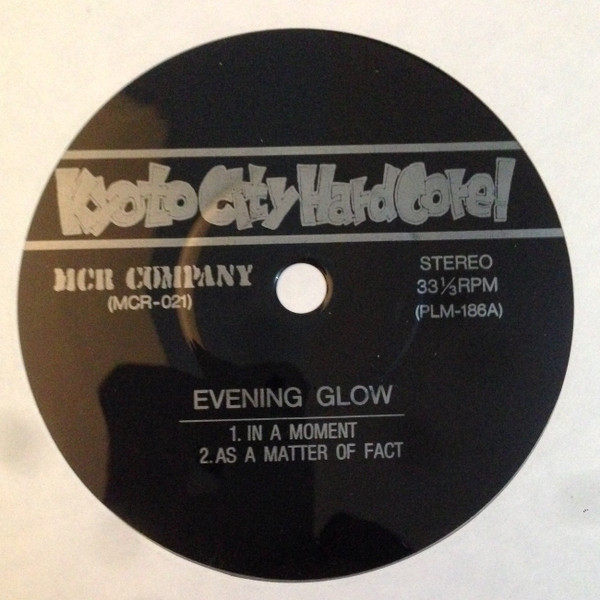 Kyoto City HardCore!
MCR COMPANY
(MCR-021)
STEREO
33⅓RPM
(PLM-186A)
EVENING GLOW
1. IN A MOMENT
2. AS A MATTER OF FACT